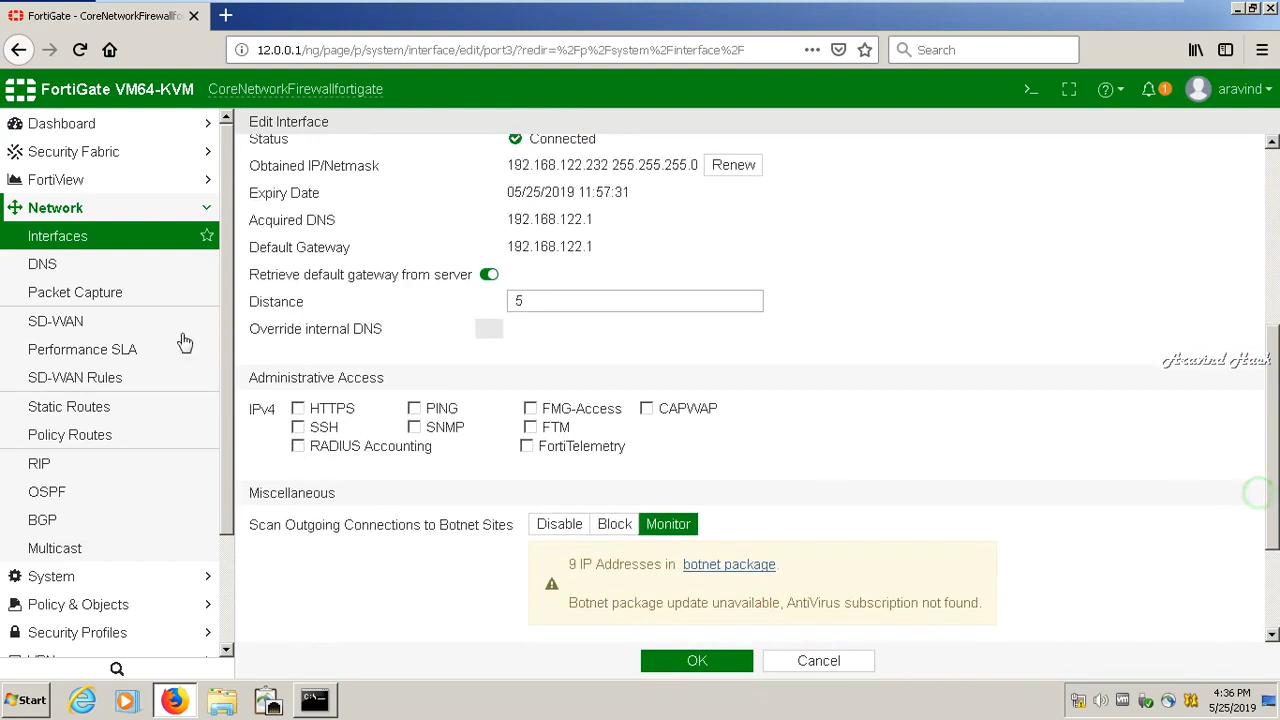 FortiGate - CoreNetworkFirewallfor
12.0.0.1/ng/page/p/system/interface/edit/port3/?redir=%2Fp%2Fsystem%2Finterface%2F
Search
FortiGate VM64-KVM
CoreNetworkFirewallfortigate
1
aravind
Dashboard
Security Fabric
FortiView
Network
Interfaces
DNS
Packet Capture
SD-WAN
Performance SLA
SD-WAN Rules
Static Routes
Policy Routes
RIP
OSPF
BGP
Multicast
System
Policy & Objects
Security Profiles
VPN
Edit Interface
Status Connected
Obtained IP/Netmask 192.168.122.232 255.255.255.0 Renew
Expiry Date 05/25/2019 11:57:31
Acquired DNS 192.168.122.1
Default Gateway 192.168.122.1
Retrieve default gateway from server
Distance 5
Override internal DNS
Aravind Hack
Administrative Access
IPv4 HTTPS PING FMG-Access CAPWAP
SSH SNMP FTM
RADIUS Accounting FortiTelemetry
Miscellaneous
Scan Outgoing Connections to Botnet Sites Disable Block Monitor
9 IP Addresses in botnet package.
Botnet package update unavailable, AntiVirus subscription not found.
OK Cancel
Start
C:\.
4:36 PM
5/25/2019